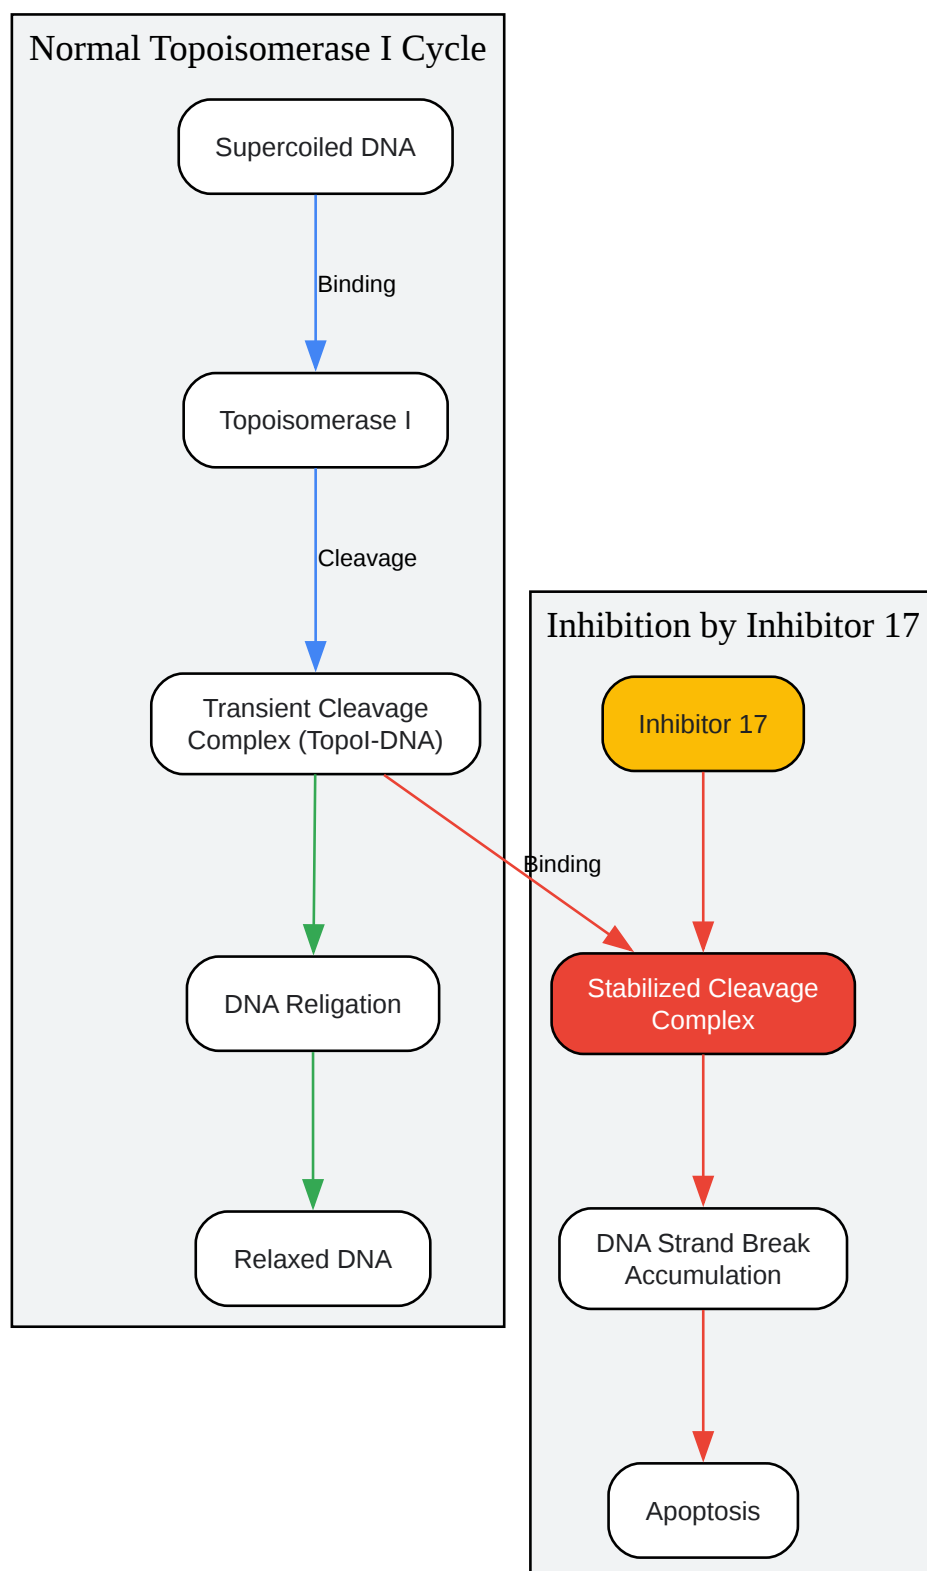 Normal Topoisomerase I Cycle
Supercoiled DNA
Binding
Topoisomerase I
Cleavage
Transient Cleavage
Complex (TopoI-DNA)
DNA Religation
Relaxed DNA
Inhibition by Inhibitor 17
Inhibitor 17
Binding
Stabilized Cleavage
Complex
DNA Strand Break
Accumulation
Apoptosis